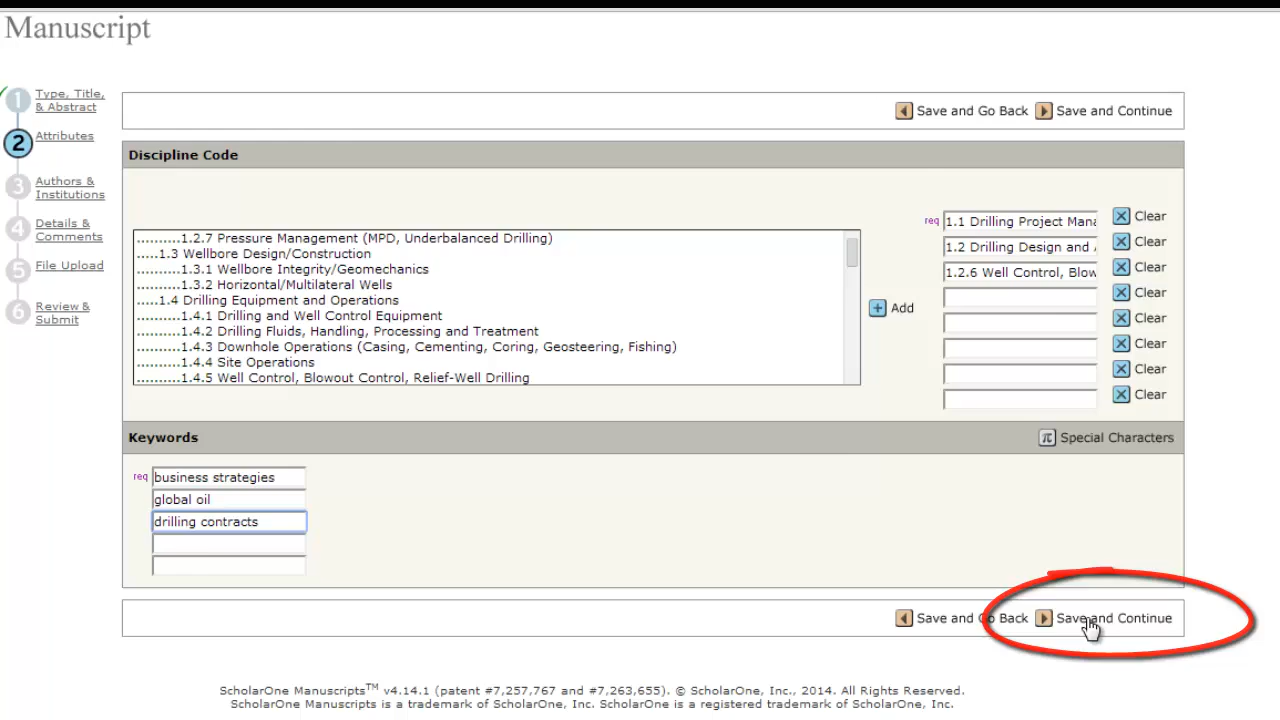 Manuscript
1 Type, Title,
& Abstract
2 Attributes
3 Authors &
Institutions
4 Details &
Comments
5 File Upload
6 Review &
Submit
Save and Go Back Save and Continue
Discipline Code
..........1.2.7 Pressure Management (MPD, Underbalanced Drilling)
.....1.3 Wellbore Design/Construction
..........1.3.1 Wellbore Integrity/Geomechanics
..........1.3.2 Horizontal/Multilateral Wells
.....1.4 Drilling Equipment and Operations
..........1.4.1 Drilling and Well Control Equipment
..........1.4.2 Drilling Fluids, Handling, Processing and Treatment
..........1.4.3 Downhole Operations (Casing, Cementing, Coring, Geosteering, Fishing)
..........1.4.4 Site Operations
..........1.4.5 Well Control, Blowout Control, Relief-Well Drilling
Add
req 1.1 Drilling Project Mana Clear
1.2 Drilling Design and Clear
1.2.6 Well Control, Blow Clear
Clear
Clear
Clear
Clear
Clear
Keywords
π Special Characters
req business strategies
global oil
drilling contracts
Save and Go Back Save and Continue
ScholarOne Manuscripts™ v4.14.1 (patent #7,257,767 and #7,263,655). © ScholarOne, Inc., 2014. All Rights Reserved.
ScholarOne Manuscripts is a trademark of ScholarOne, Inc. ScholarOne is a registered trademark of ScholarOne, Inc.